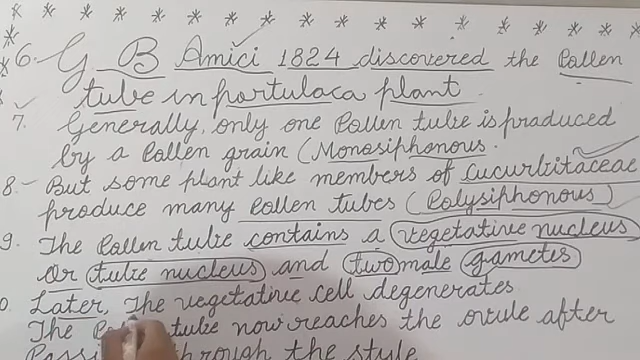 6. G B Amici 1824 discovered the Pollen
tube in portulaca plant
7. Generally, only one Pollen tube is produced
by a Pollen grain (Monosiphonous.
8. But some plant like members of Cucurbitaceae
produce many Pollen tubes (Polysiphonous)
9. The Pollen tube contains a vegetative nucleus
Or tube nucleus and two male gametes
0. Later, The vegetative cell degenerates
The tube now reaches the ovule after
through the style